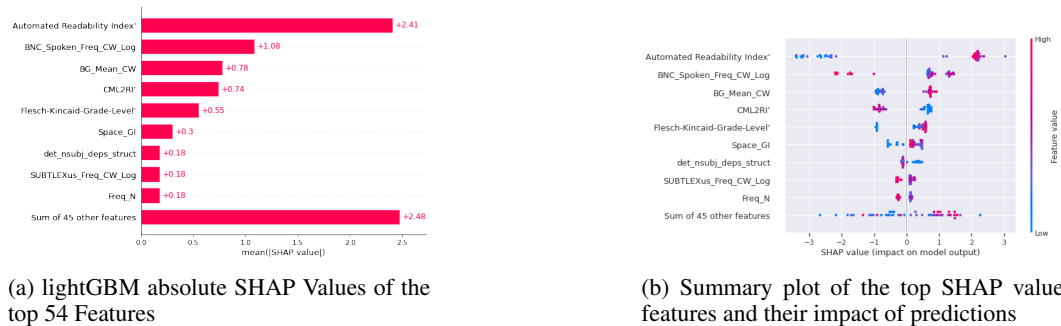 Automated Readability Index'
+2.41
BNC_Spoken_Freq_CW_Log
+1.08
BG_Mean_CW
+0.78
CML2RI'
+0.74
Flesch-Kincaid-Grade-Level'
+0.55
Space_GI
+0.3
det_nsubj_deps_struct
+0.18
SUBTLEXus_Freq_CW_Log
+0.18
Freq_N
+0.18
Sum of 45 other features
+2.48
0.0 0.5 1.0 1.5 2.0 2.5
mean(|SHAP value|)
(a) lightGBM absolute SHAP Values of the
top 54 Features
High
Automated Readability Index'
BNC_Spoken_Freq_CW_Log
BG_Mean_CW
CML2RI'
Flesch-Kincaid-Grade-Level'
Space_GI
det_nsubj_deps_struct
SUBTLEXus_Freq_CW_Log
Freq_N
Sum of 45 other features
Feature value
Low
−3 −2 −1 0 1 2 3
SHAP value (impact on model output)
(b) Summary plot of the top SHAP value
features and their impact of predictions